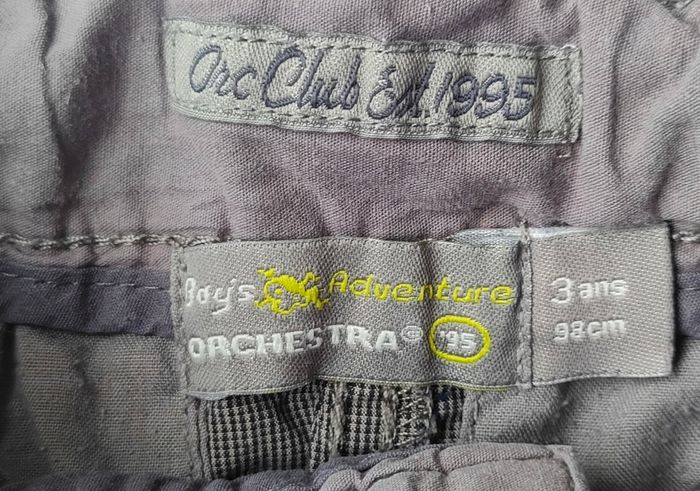 Orc Club Est. 1995
Boy's Adventure
ORCHESTRA® '95
3 ans
98cm